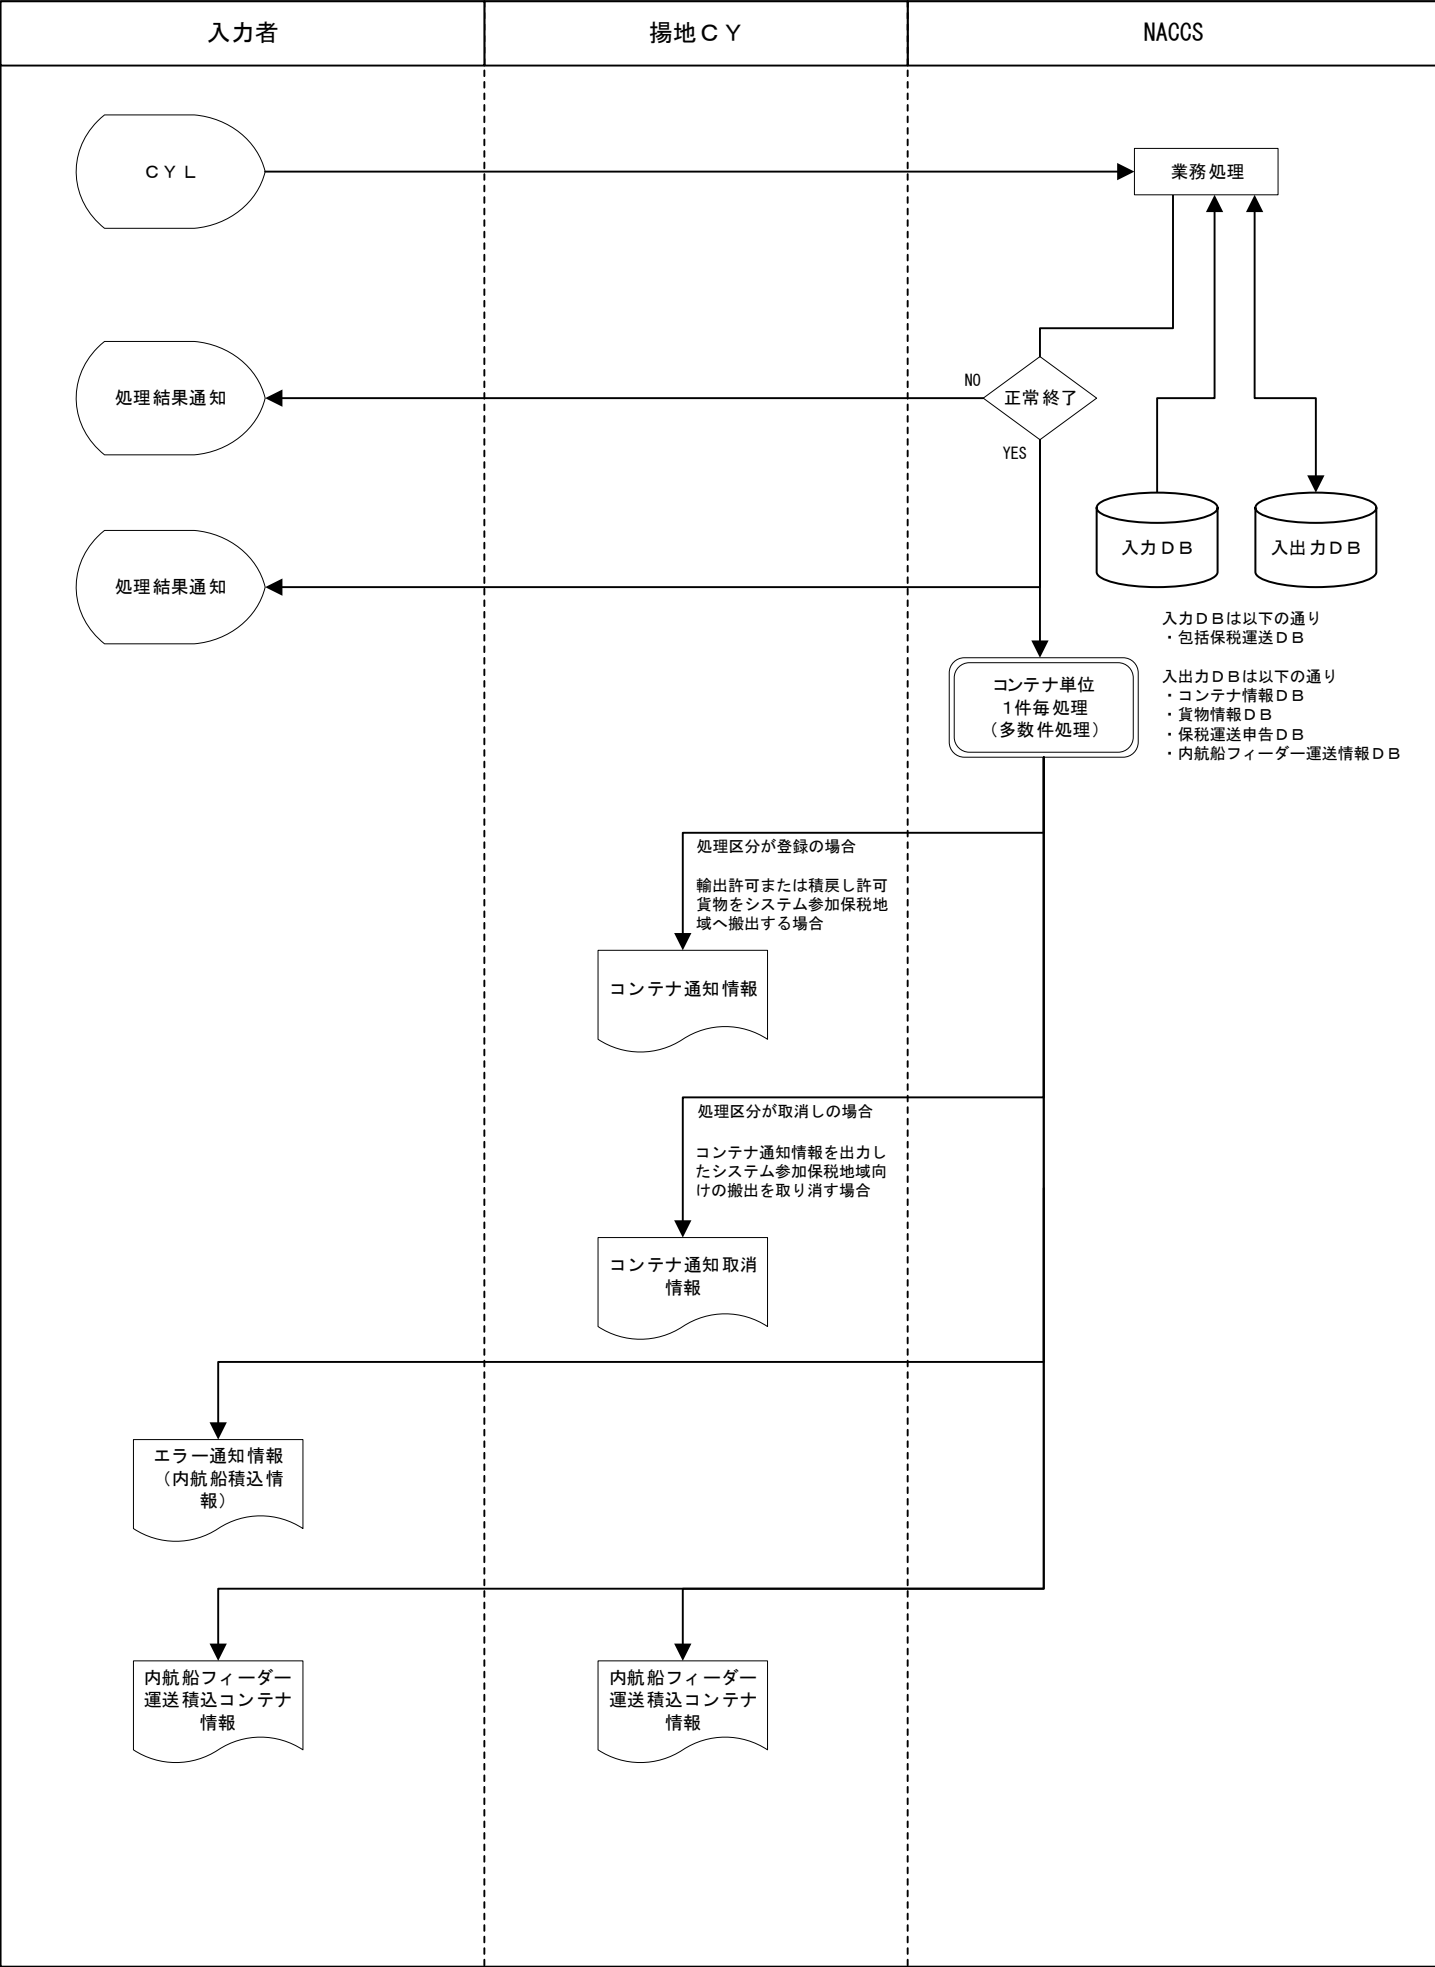 入力者
揚地ＣＹ
NACCS
ＣＹＬ
業務処理
処理結果通知
NO
正常終了
YES
入力ＤＢ
入出力ＤＢ
処理結果通知
入力ＤＢは以下の通り
・包括保税運送ＤＢ
入出力ＤＢは以下の通り
・コンテナ情報ＤＢ
・貨物情報ＤＢ
・保税運送申告ＤＢ
・内航船フィーダー運送情報ＤＢ
コンテナ単位
１件毎処理
（多数件処理）
処理区分が登録の場合
輸出許可または積戻し許可
貨物をシステム参加保税地
域へ搬出する場合
コンテナ通知情報
処理区分が取消しの場合
コンテナ通知情報を出力し
たシステム参加保税地域向
けの搬出を取り消す場合
コンテナ通知取消
情報
エラー通知情報
（内航船積込情
報）
内航船フィーダー
運送積込コンテナ
情報
内航船フィーダー
運送積込コンテナ
情報